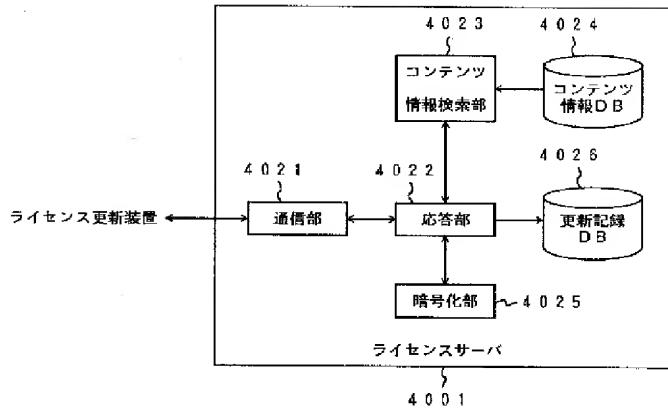 4023
4024
コンテンツ
情報検索部
コンテンツ
情報DB
4021
4022
4026
ライセンス更新装置
通信部
応答部
更新記録
DB
暗号化部
4025
ライセンスサーバ
4001